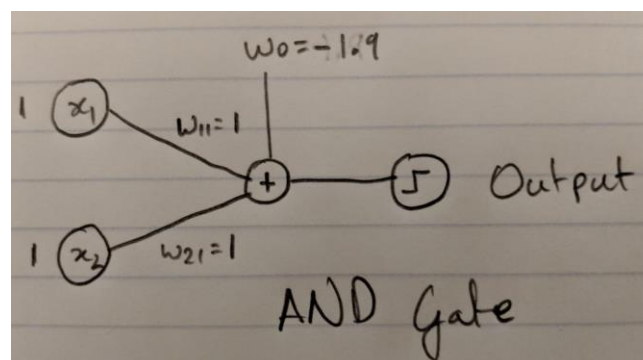 w0=-1.9
1 x1
w11=1
+
Output
1 x2
w21=1
AND Gate